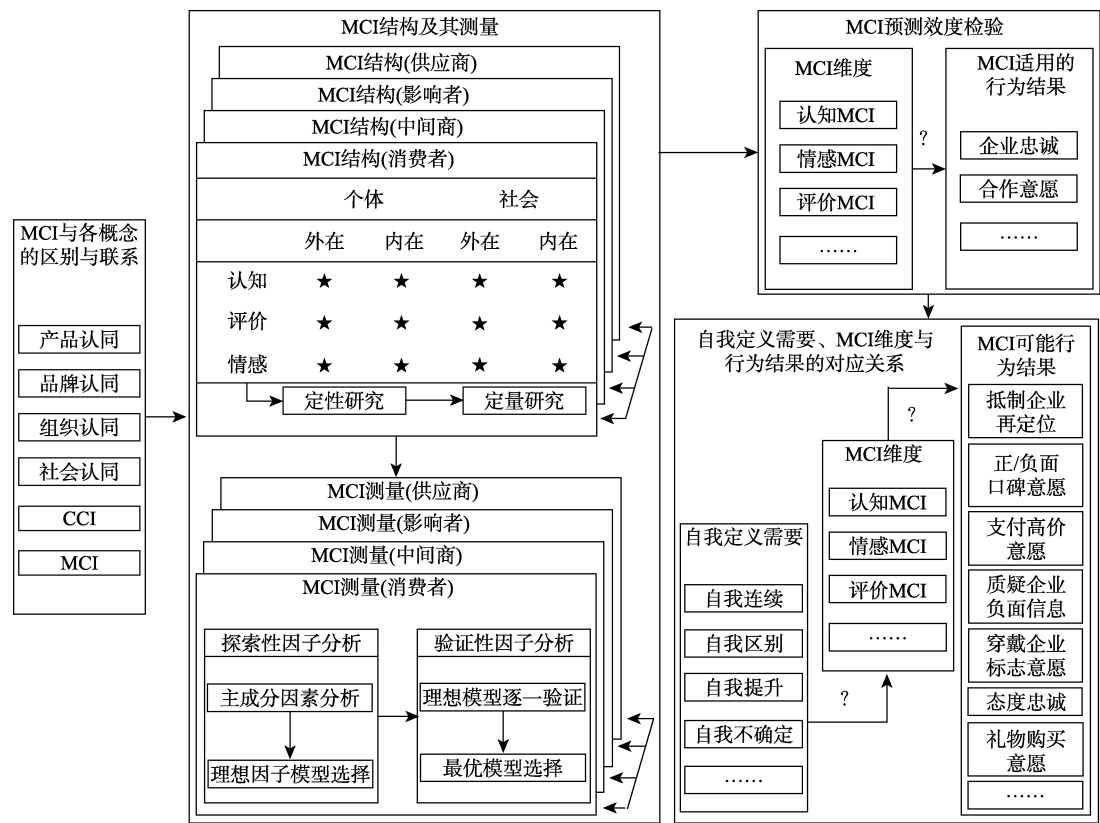 MCI与各概念
的区别与联系
产品认同
品牌认同
组织认同
社会认同
CCI
MCI
MCI结构及其测量
MCI结构(供应商)
MCI结构(影响者)
MCI结构(中间商)
MCI结构(消费者)
个体 社会
外在 内在 外在 内在
认知 ★ ★ ★ ★
评价 ★ ★ ★ ★
情感 ★ ★ ★ ★
定性研究 定量研究
MCI测量(供应商)
MCI测量(影响者)
MCI测量(中间商)
MCI测量(消费者)
探索性因子分析
主成分因素分析
理想因子模型选择
验证性因子分析
理想模型逐一验证
最优模型选择
MCI预测效度检验
MCI维度
认知MCI
情感MCI
评价MCI
……
?
MCI适用的
行为结果
企业忠诚
合作意愿
……
自我定义需要、MCI维度与
行为结果的对应关系
自我定义需要
自我连续
自我区别
自我提升
自我不确定
……
?
MCI维度
认知MCI
情感MCI
评价MCI
……
?
MCI可能行
为结果
抵制企业
再定位
正/负面
口碑意愿
支付高价
意愿
质疑企业
负面信息
穿戴企业
标志意愿
态度忠诚
礼物购买
意愿
……